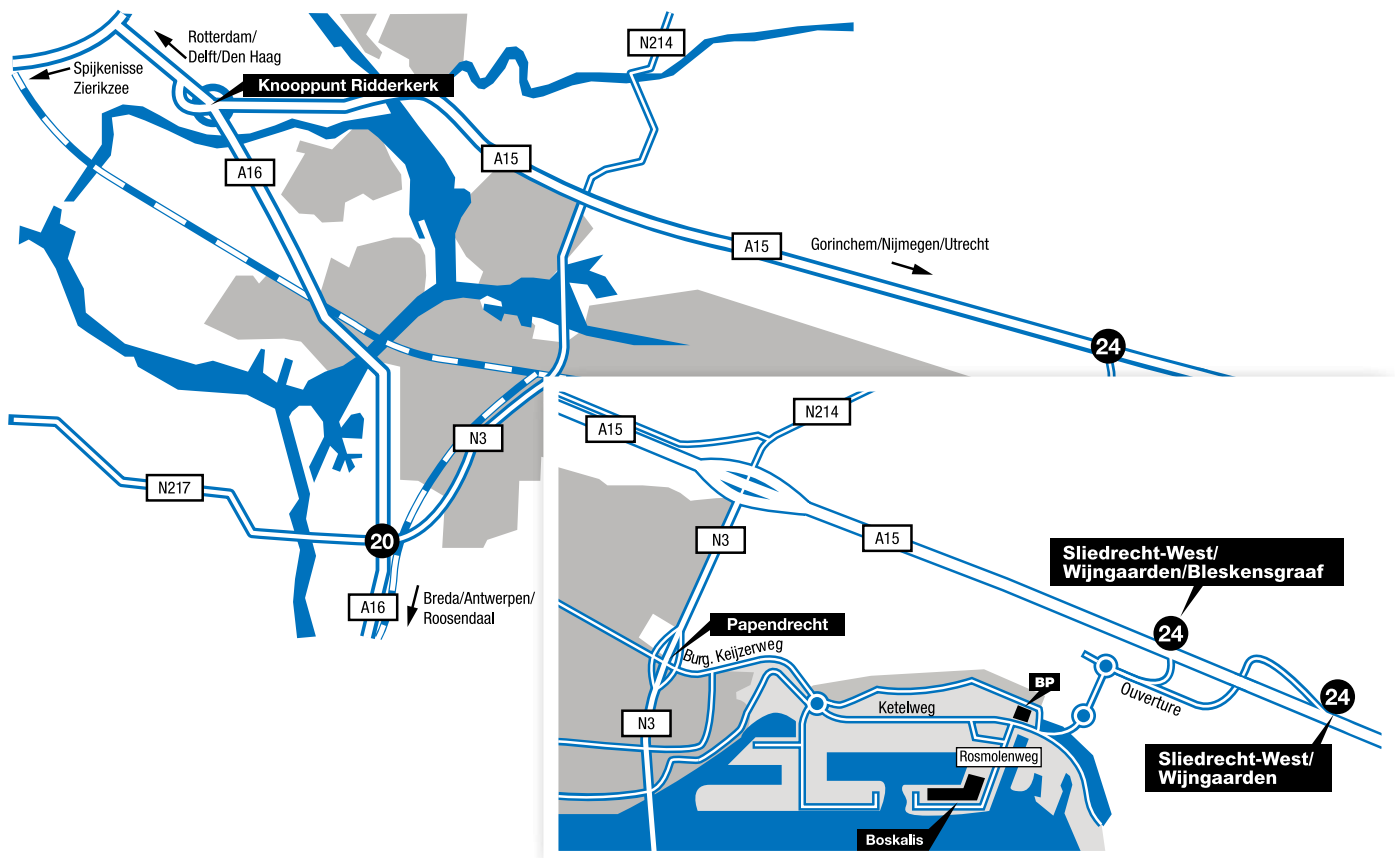 Rotterdam/
Delft/Den Haag
Spijkenisse
Zierikzee
Knooppunt Ridderkerk
N214
A16
A15
A15
Gorinchem/Nijmegen/Utrecht
24
N3
N217
20
A16
Breda/Antwerpen/
Roosendaal
N214
A15
N3
A15
Sliedrecht-West/
Wijngaarden/Bleskensgraaf
24
Papendrecht
Burg. Keijzerweg
BP
Ouverture
24
Ketelweg
N3
Rosmolenweg
Sliedrecht-West/
Wijngaarden
Boskalis